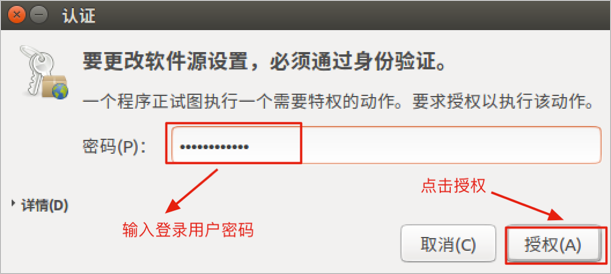 认证
要更改软件源设置，必须通过身份验证。
一个程序正试图执行一个需要特权的动作。要求授权以执行该动作。
密码(P)：
••••••••••••
点击授权
详情(D)
输入登录用户密码
取消(C)
授权(A)